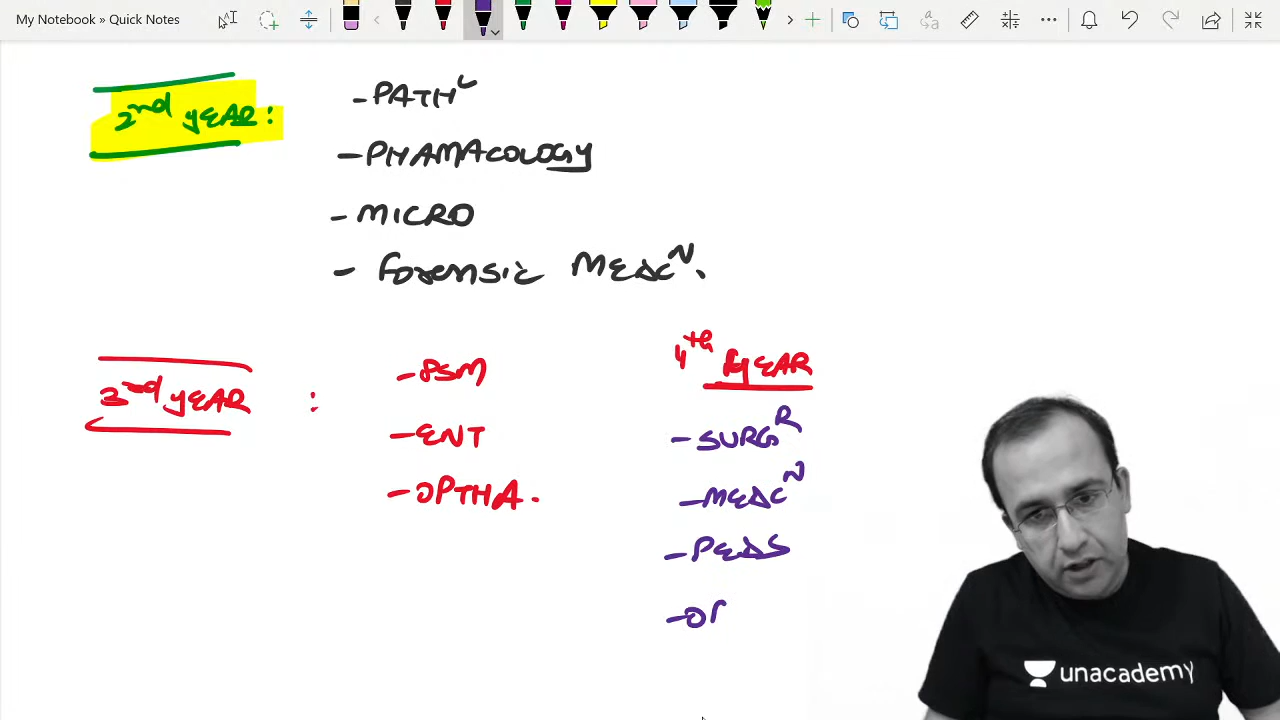 My Notebook » Quick Notes
2nd YEAR :
- PATHL
- PHAMACOLOGY
- MICRO
- Forensic MEDCN.
3nd YEAR :
- PSM
- ENT
- OPTHA.
4th YEAR
- SURGR
- MEDCN
- PEDS
- Or
unacademy